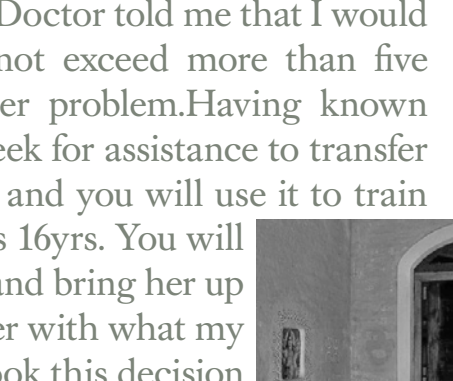 Doctor told me that I would
not exceed more than five
er problem.Having known
eek for assistance to transfer
and you will use it to train
s 16yrs. You will
and bring her up
er with what my
ook this decision